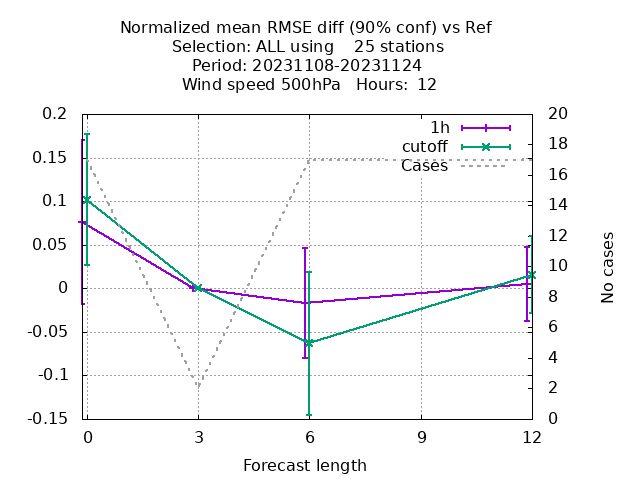 Normalized mean RMSE diff (90% conf) vs Ref
Selection: ALL using    25 stations
Period: 20231108-20231124
Wind speed 500hPa   Hours:  12
1h
cutoff
Cases
0.2
0.15
0.1
0.05
0
-0.05
-0.1
-0.15
20
18
16
14
12
10
8
6
4
2
0
No cases
0
3
6
9
12
Forecast length